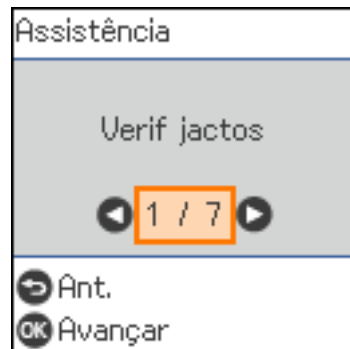 Assistência
Verif jactos
1 / 7
Ant.
OK Avançar